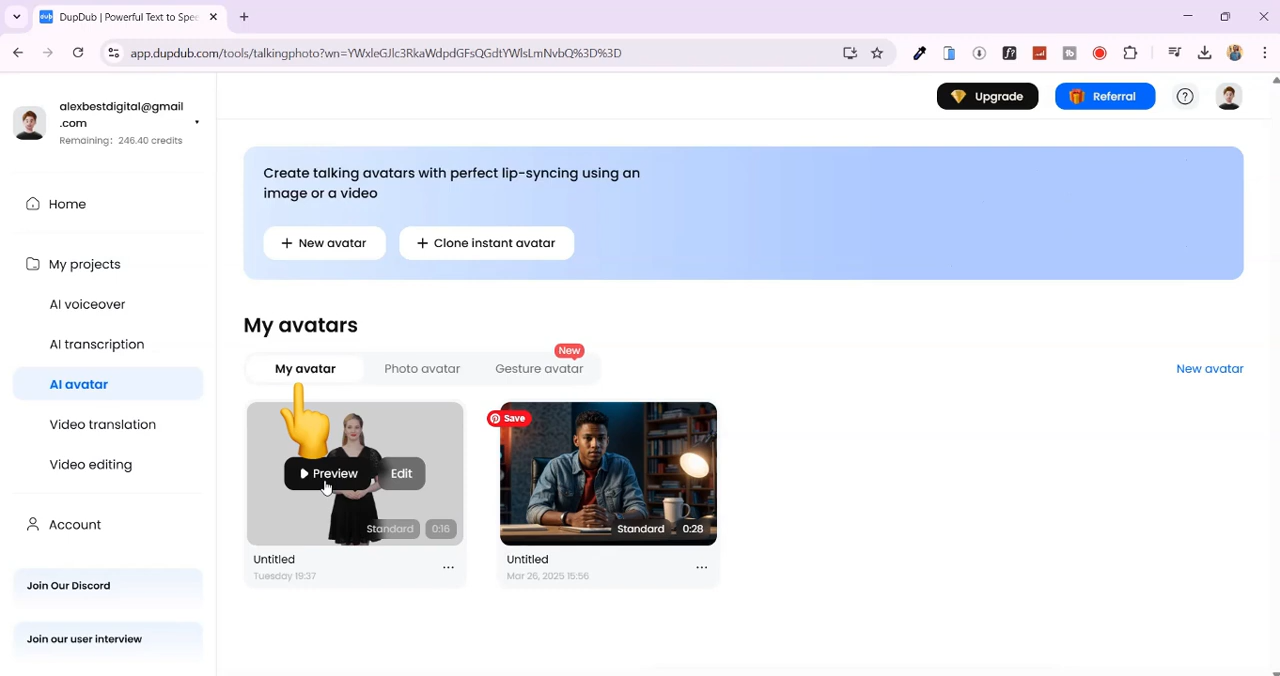 DupDub | Powerful Text to Spee
app.dupdub.com/tools/talkingphoto?wn=YWxleGJlc3RkaWdpdGFsQGdtYWlsLmNvbQ%3D%3D
alexbestdigital@gmail
.com
Remaining: 246.40 credits
Upgrade
Referral
Home
My projects
AI voiceover
AI transcription
AI avatar
Video translation
Video editing
Account
Join Our Discord
Join our user interview
Create talking avatars with perfect lip-syncing using an
image or a video
+ New avatar
+ Clone instant avatar
My avatars
New
My avatar
Photo avatar
Gesture avatar
New avatar
Preview
Edit
Standard
0:16
Untitled
Tuesday 19:37
Save
Standard
0:28
Untitled
Mar 26, 2025 15:56